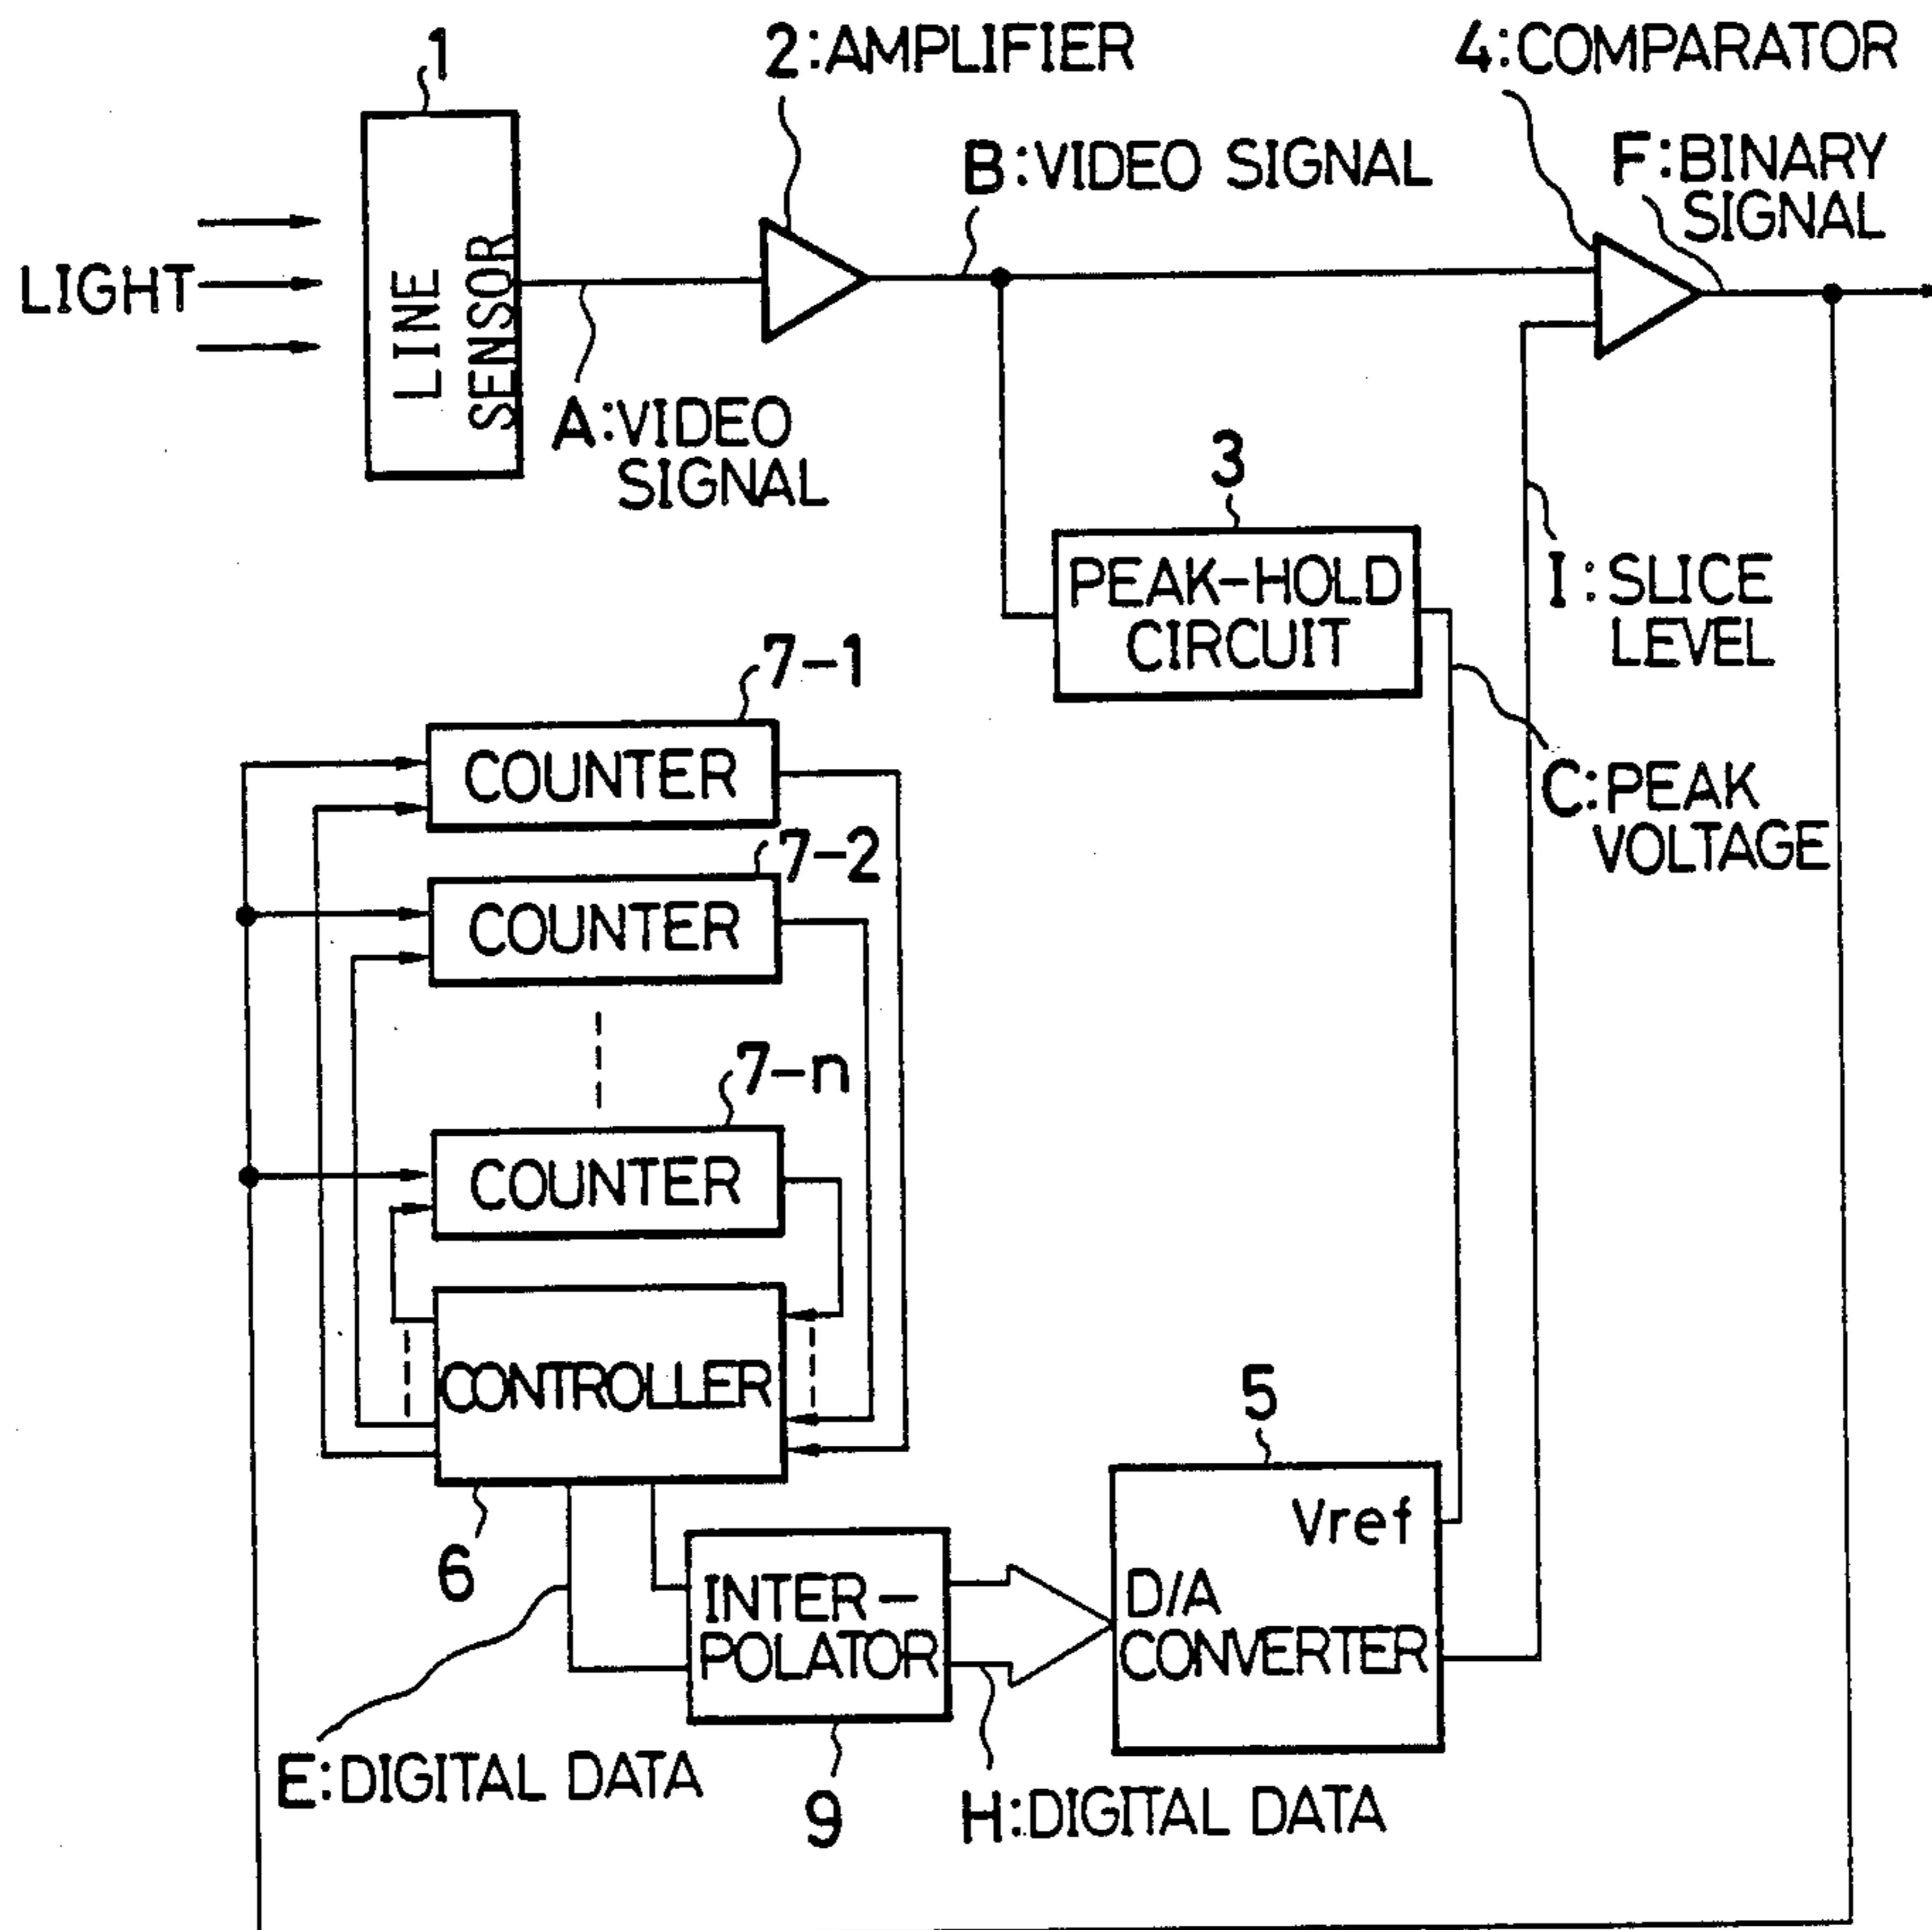 1
2:AMPLIFIER
4:COMPARATOR
B:VIDEO SIGNAL
F:BINARY
SIGNAL
LIGHT
LINE
SENSOR
A:VIDEO
SIGNAL
3
PEAK-HOLD
CIRCUIT
I:SLICE
LEVEL
7-1
COUNTER
C:PEAK
VOLTAGE
7-2
COUNTER
7-n
COUNTER
CONTROLLER
5
Vref
6
INTER-
POLATOR
D/A
CONVERTER
E:DIGITAL DATA
9
H:DIGITAL DATA